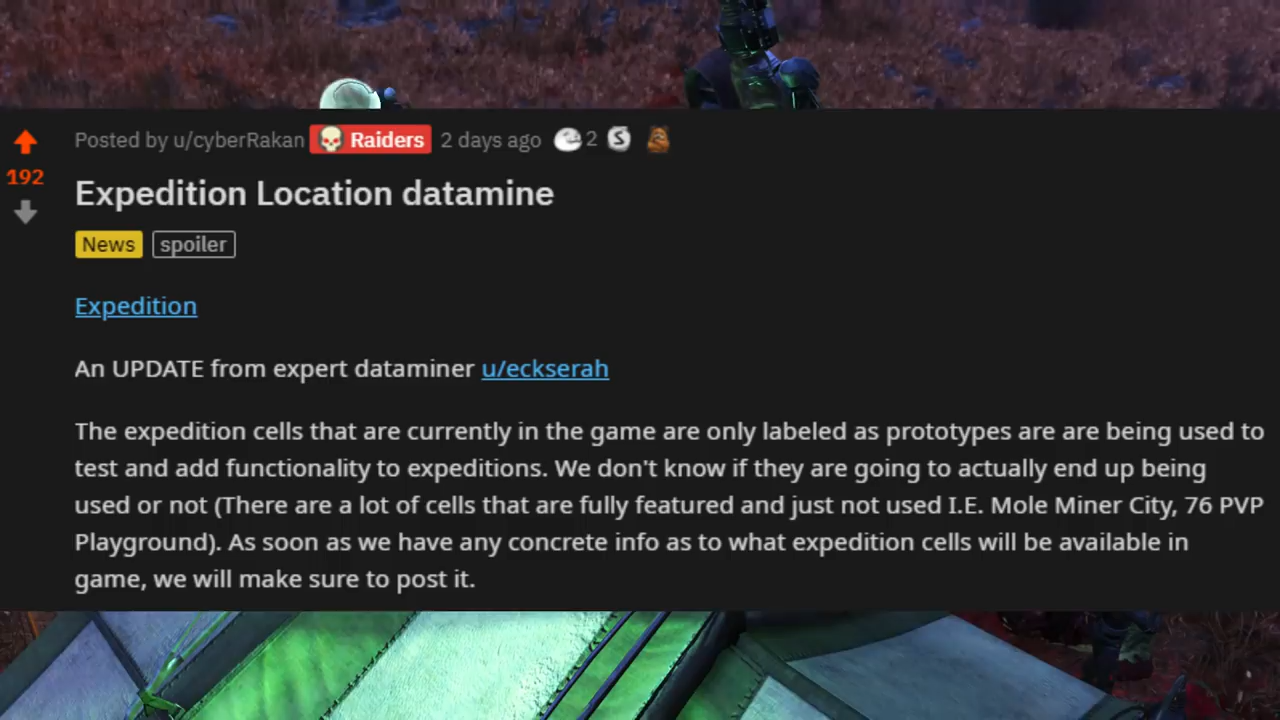 Posted by u/cyberRakan Raiders 2 days ago 2 S
192
Expedition Location datamine
News spoiler
Expedition
An UPDATE from expert dataminer u/eckserah
The expedition cells that are currently in the game are only labeled as prototypes are are being used to
test and add functionality to expeditions. We don't know if they are going to actually end up being
used or not (There are a lot of cells that are fully featured and just not used I.E. Mole Miner City, 76 PVP
Playground). As soon as we have any concrete info as to what expedition cells will be available in
game, we will make sure to post it.